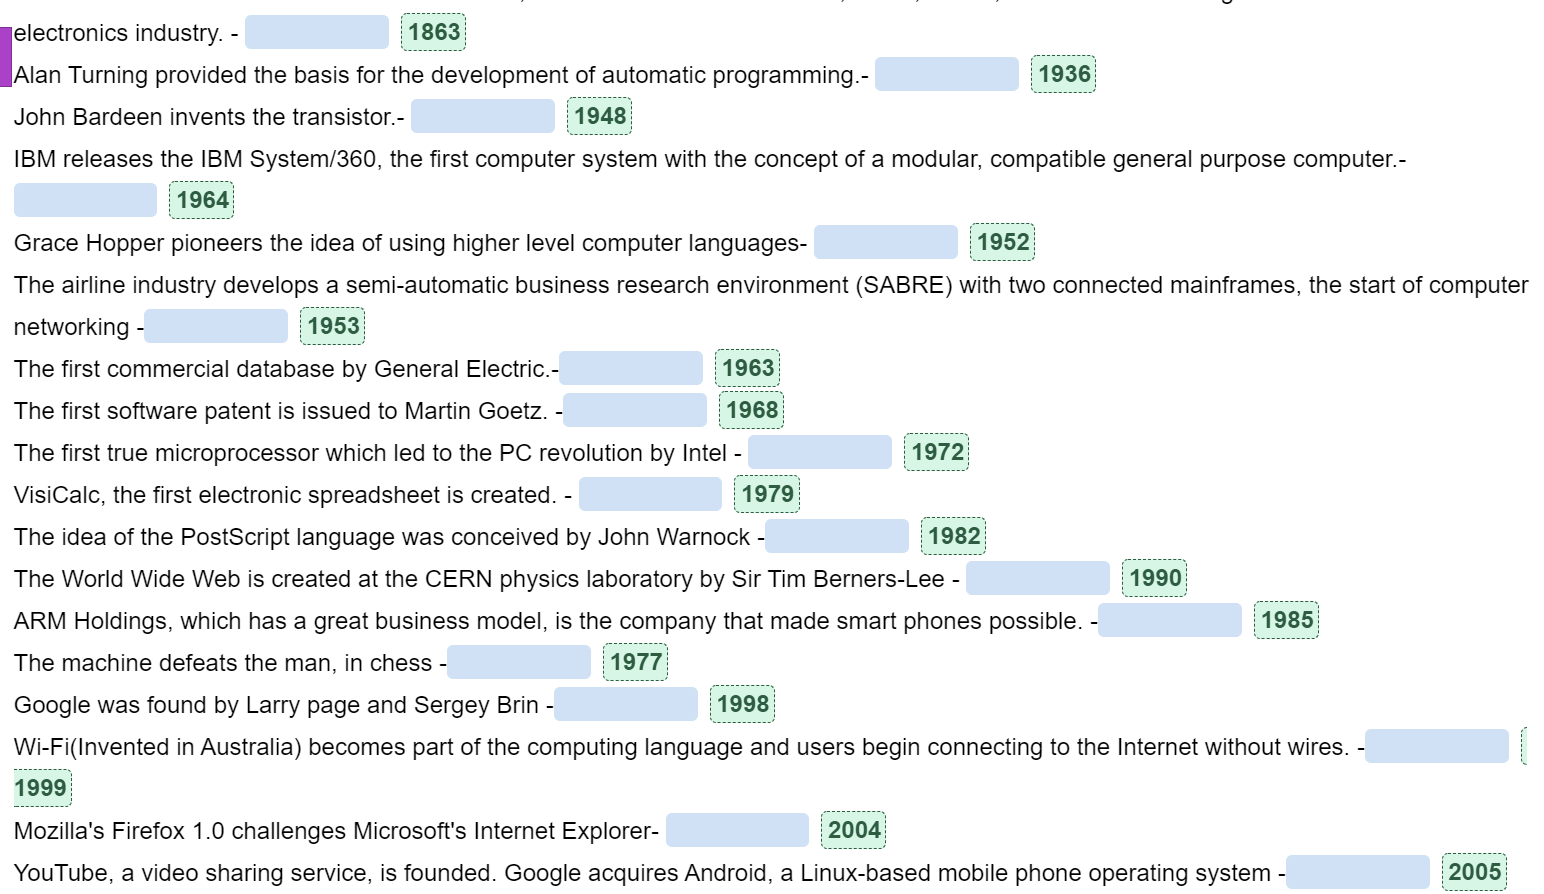 electronics industry. - 1863
Alan Turning provided the basis for the development of automatic programming.- 1936
John Bardeen invents the transistor.- 1948
IBM releases the IBM System/360, the first computer system with the concept of a modular, compatible general purpose computer.-
1964
Grace Hopper pioneers the idea of using higher level computer languages- 1952
The airline industry develops a semi-automatic business research environment (SABRE) with two connected mainframes, the start of computer
networking - 1953
The first commercial database by General Electric.- 1963
The first software patent is issued to Martin Goetz. - 1968
The first true microprocessor which led to the PC revolution by Intel - 1972
VisiCalc, the first electronic spreadsheet is created. - 1979
The idea of the PostScript language was conceived by John Warnock - 1982
The World Wide Web is created at the CERN physics laboratory by Sir Tim Berners-Lee - 1990
ARM Holdings, which has a great business model, is the company that made smart phones possible. - 1985
The machine defeats the man, in chess - 1977
Google was found by Larry page and Sergey Brin - 1998
Wi-Fi(Invented in Australia) becomes part of the computing language and users begin connecting to the Internet without wires. -
1999
Mozilla's Firefox 1.0 challenges Microsoft's Internet Explorer- 2004
YouTube, a video sharing service, is founded. Google acquires Android, a Linux-based mobile phone operating system - 2005